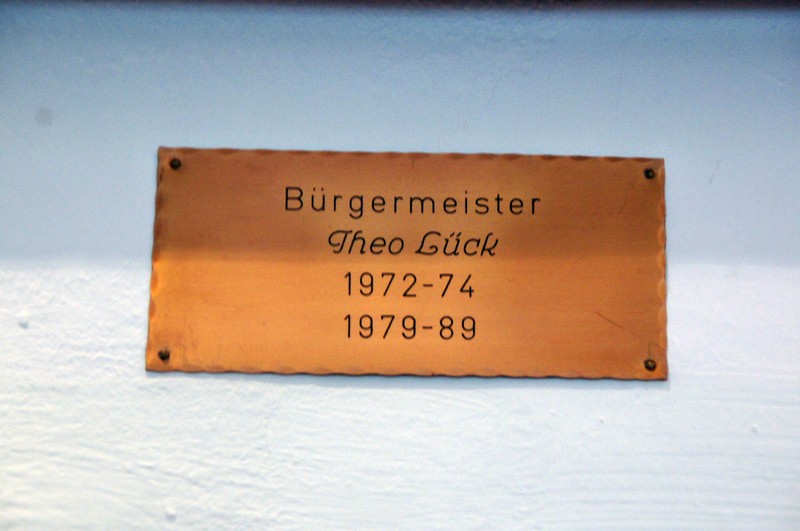 Bürgermeister
Theo Lück
1972-74
1979-89